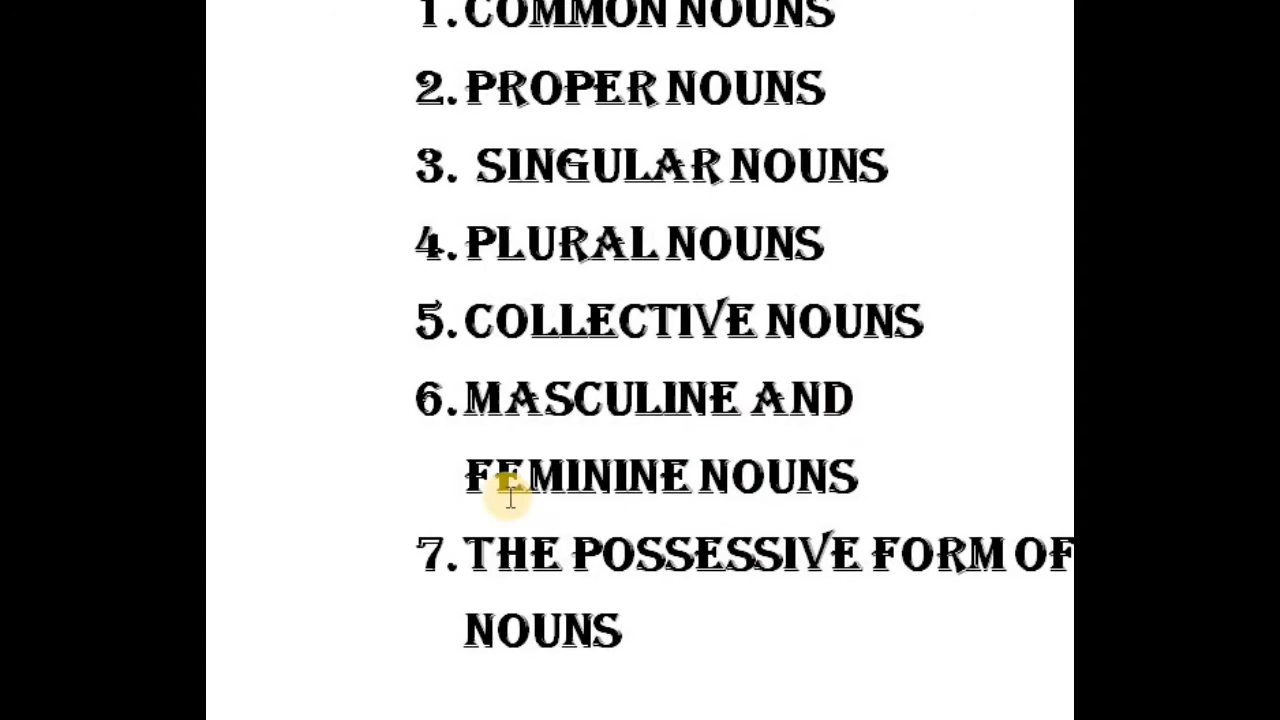 1. COMMON NOUNS
2. PROPER NOUNS
3. SINGULAR NOUNS
4. PLURAL NOUNS
5. COLLECTIVE NOUNS
6. MASCULINE AND
FEMININE NOUNS
7. THE POSSESSIVE FORM OF
NOUNS